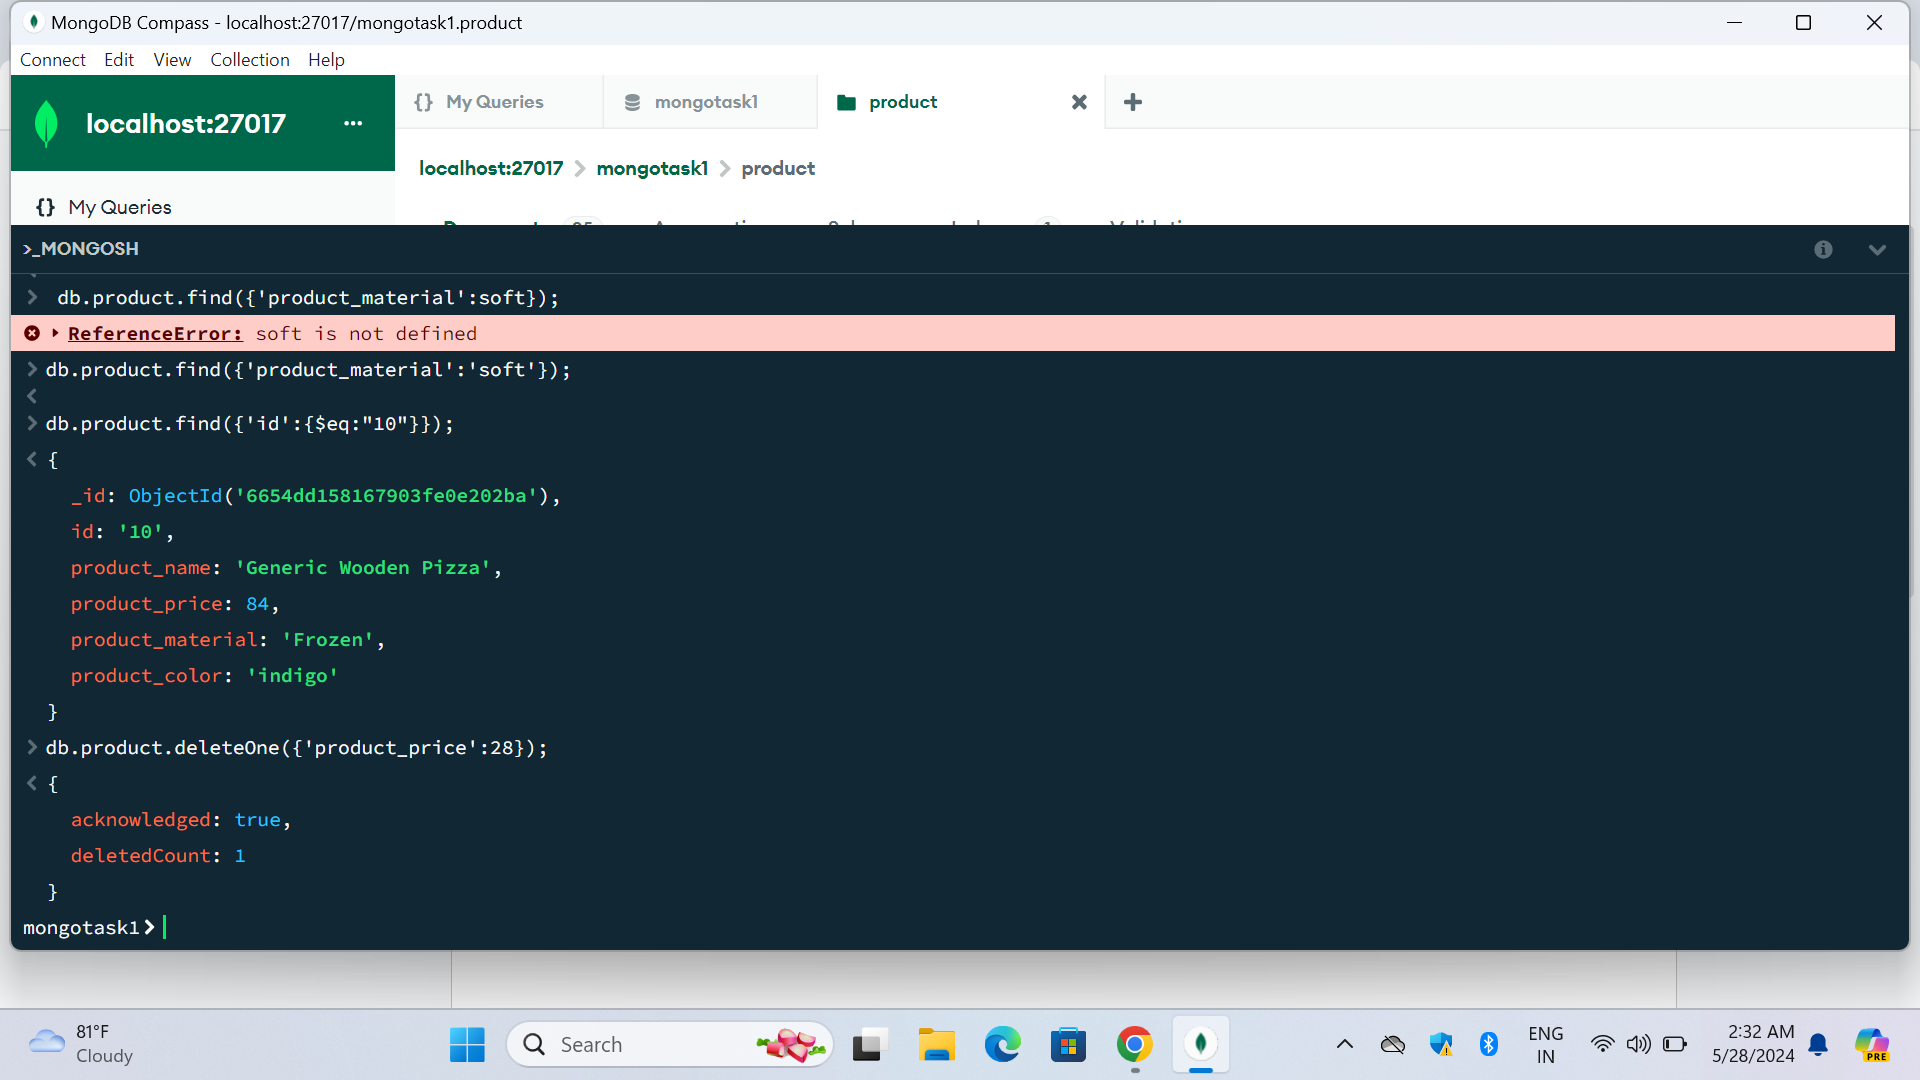 MongoDB Compass - localhost:27017/mongotask1.product
Connect Edit View Collection Help
localhost:27017 ...
{} My Queries
mongotask1
product
localhost:27017 > mongotask1 > product
{} My Queries
>_MONGOSH
> db.product.find({'product_material':soft});
ReferenceError: soft is not defined
> db.product.find({'product_material':'soft'});
<
> db.product.find({'id':{$eq:"10"}});
< {
_id: ObjectId('6654dd158167903fe0e202ba'),
id: '10',
product_name: 'Generic Wooden Pizza',
product_price: 84,
product_material: 'Frozen',
product_color: 'indigo'
}
> db.product.deleteOne({'product_price':28});
< {
acknowledged: true,
deletedCount: 1
}
mongotask1>
81°F
Cloudy
Search
PRE
ENG
IN
2:32 AM
5/28/2024